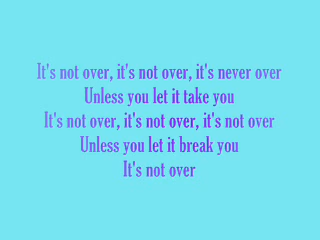 It's not over, it's not over, it's never over
Unless you let it take you
It's not over, it's not over, it's not over
Unless you let it break you
It's not over